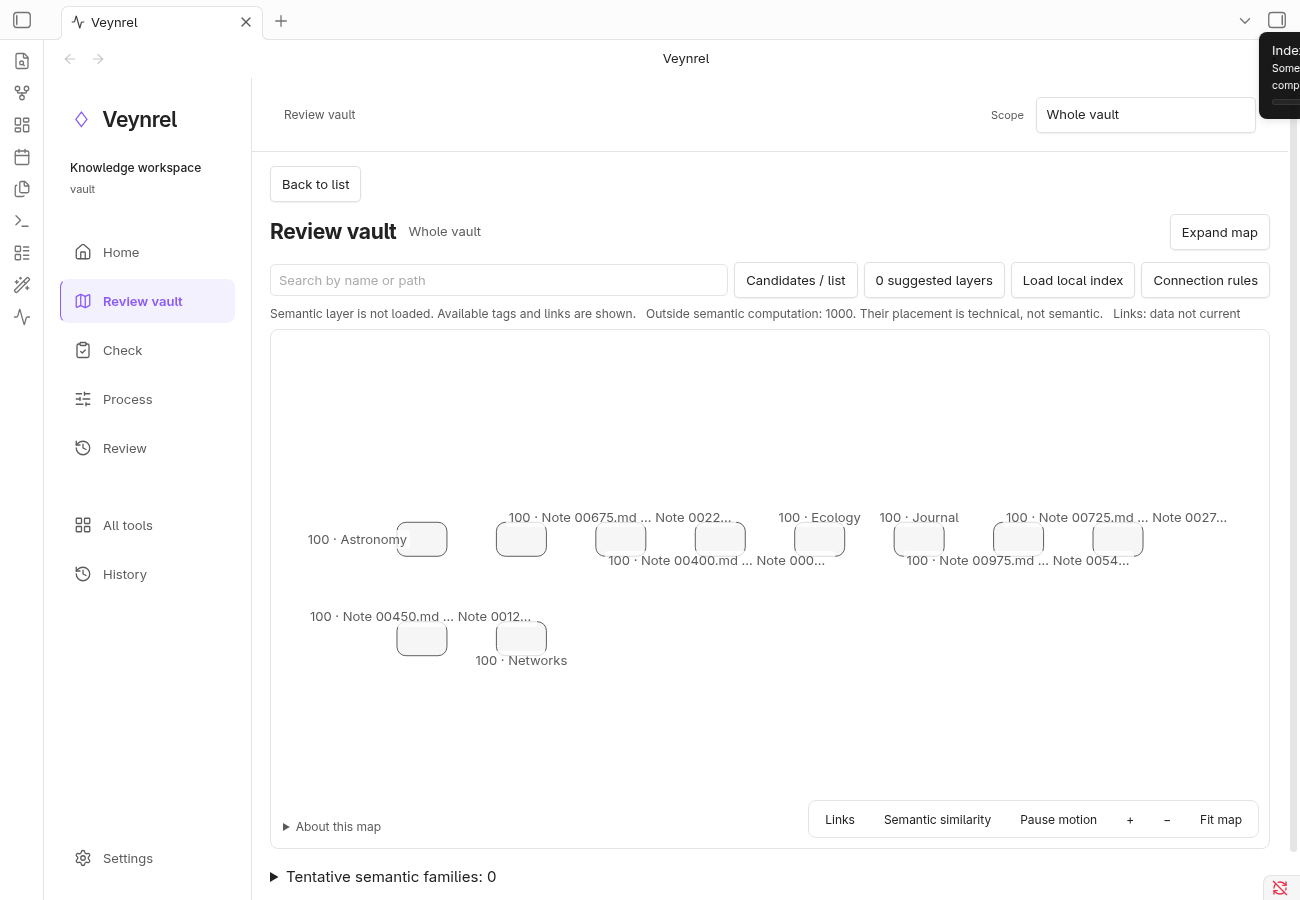 Veynrel
Veynrel
Inde
Some
comp
Veynrel
Knowledge workspace
vault
Home
Review vault
Check
Process
Review
All tools
History
Settings
Review vault
Scope
Whole vault
Back to list
Review vault Whole vault
Expand map
Search by name or path
Candidates / list
0 suggested layers
Load local index
Connection rules
Semantic layer is not loaded. Available tags and links are shown. Outside semantic computation: 1000. Their placement is technical, not semantic. Links: data not current
100 · Note 00675.md ... Note 0022...
100 · Ecology
100 · Journal
100 · Note 00725.md ... Note 0027...
100 · Astronomy
100 · Note 00400.md ... Note 000...
100 · Note 00975.md ... Note 0054...
100 · Note 00450.md ... Note 0012...
100 · Networks
About this map
Links
Semantic similarity
Pause motion
+
−
Fit map
Tentative semantic families: 0